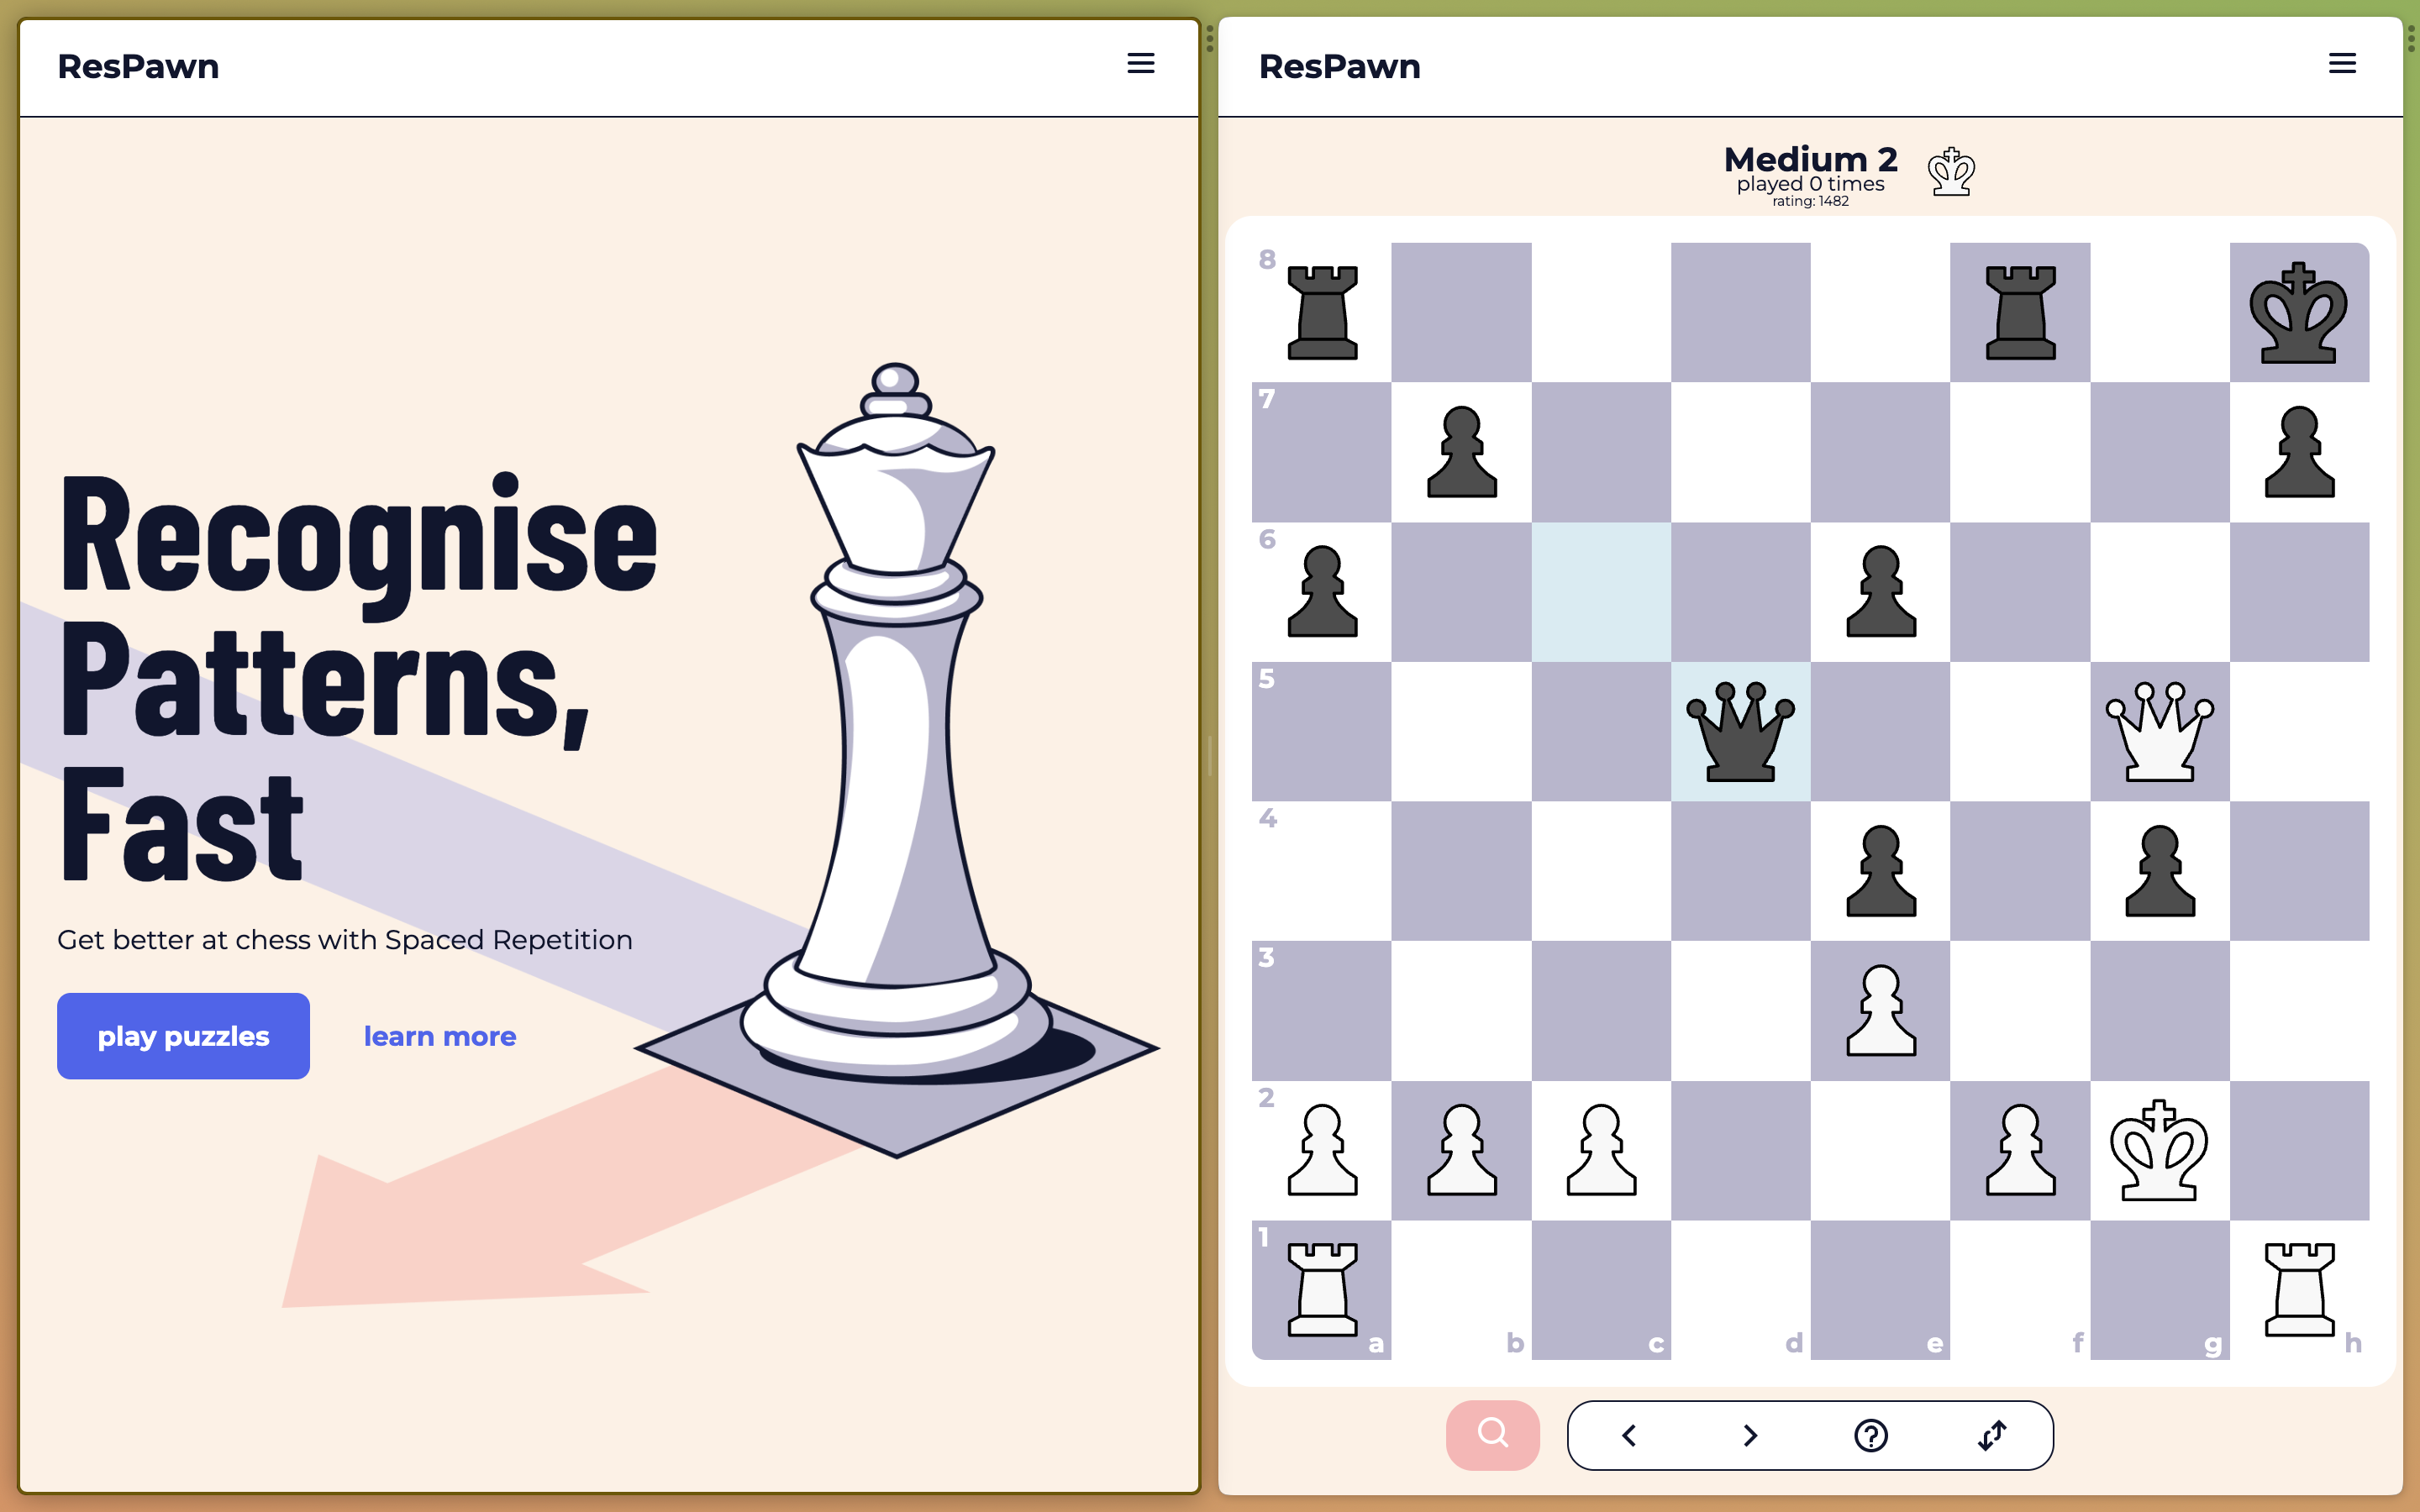 ResPawn
Recognise
Patterns,
Fast
Get better at chess with Spaced Repetition
play puzzles
learn more
ResPawn
Medium 2
played 0 times
rating: 1482
8
7
6
5
4
3
2
1
a b c d e f g h